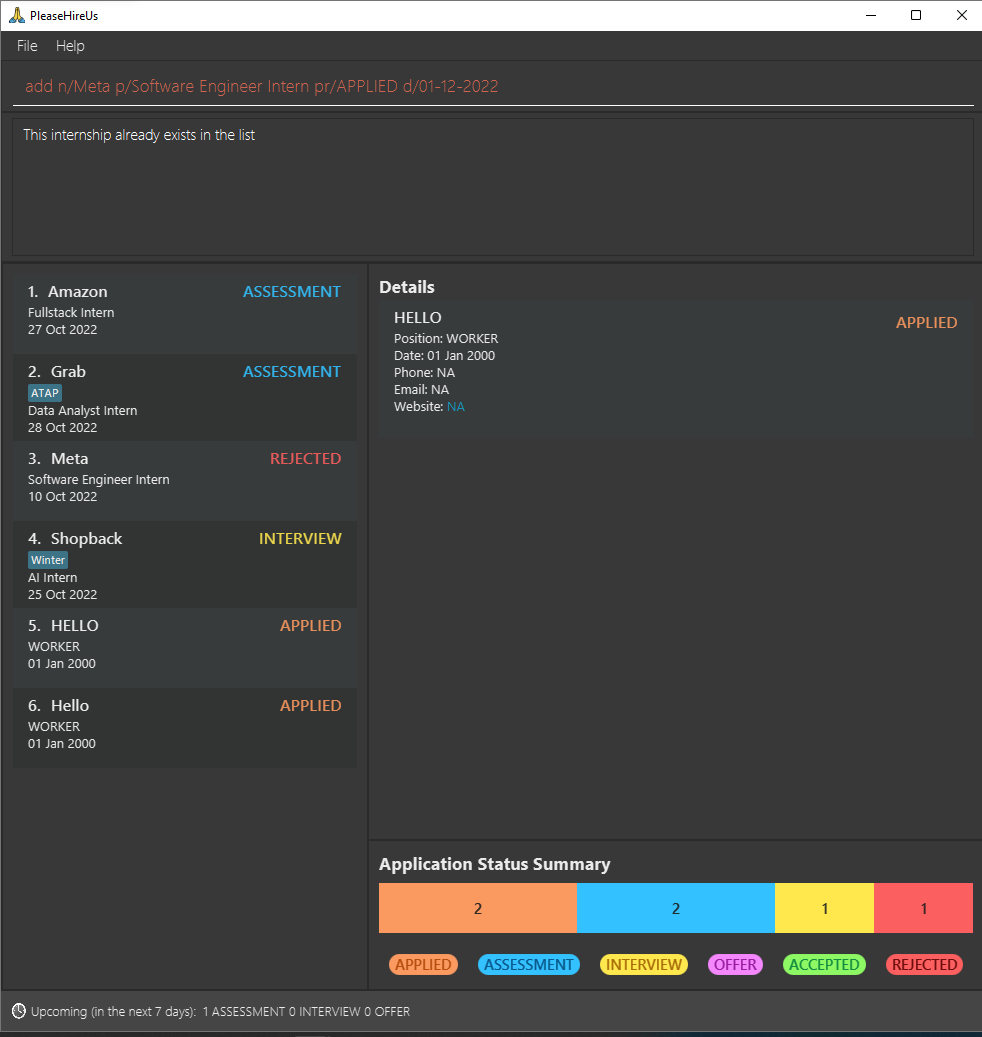 PleaseHireUs
File Help
add n/Meta p/Software Engineer Intern pr/APPLIED d/01-12-2022
This internship already exists in the list
1. Amazon ASSESSMENT
Fullstack Intern
27 Oct 2022
2. Grab ASSESSMENT
ATAP
Data Analyst Intern
28 Oct 2022
3. Meta REJECTED
Software Engineer Intern
10 Oct 2022
4. Shopback INTERVIEW
Winter
AI Intern
25 Oct 2022
5. HELLO APPLIED
WORKER
01 Jan 2000
6. Hello APPLIED
WORKER
01 Jan 2000
Details
HELLO APPLIED
Position: WORKER
Date: 01 Jan 2000
Phone: NA
Email: NA
Website: NA
Application Status Summary
2 2 1 1
APPLIED ASSESSMENT INTERVIEW OFFER ACCEPTED REJECTED
Upcoming (in the next 7 days): 1 ASSESSMENT 0 INTERVIEW 0 OFFER